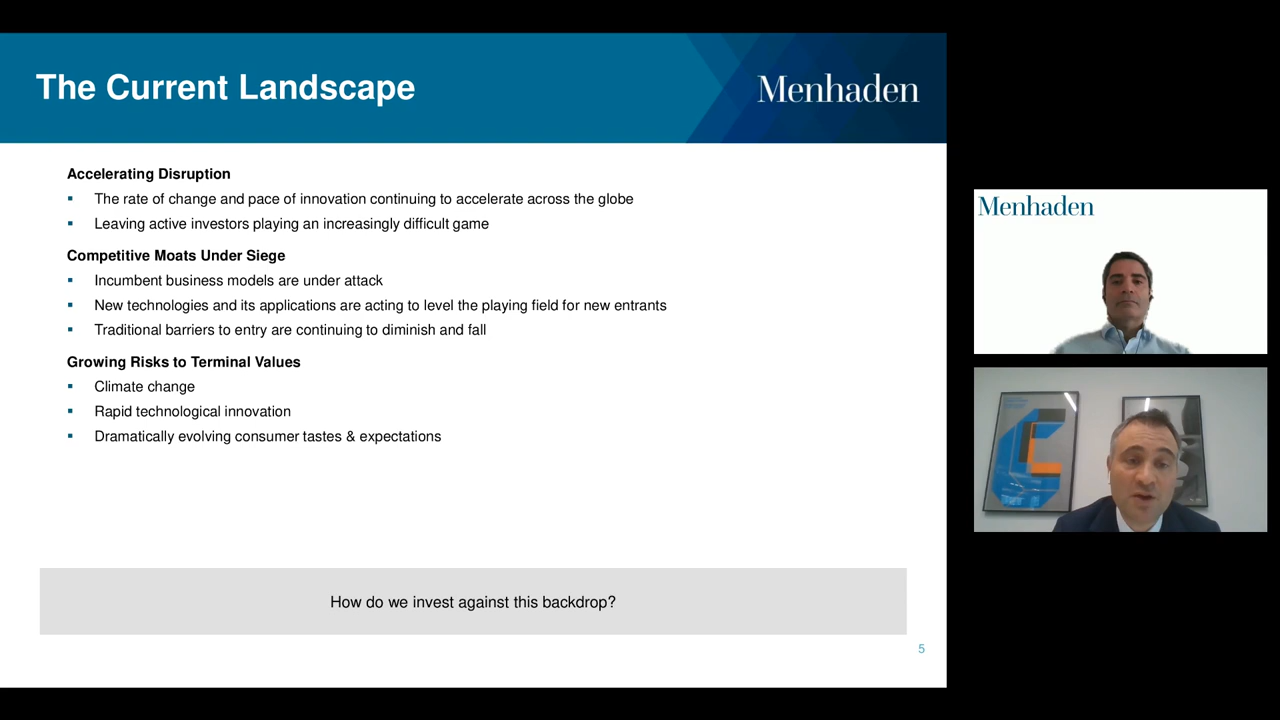 The Current Landscape
Menhaden
Accelerating Disruption
▪ The rate of change and pace of innovation continuing to accelerate across the globe
▪ Leaving active investors playing an increasingly difficult game
Competitive Moats Under Siege
▪ Incumbent business models are under attack
▪ New technologies and its applications are acting to level the playing field for new entrants
▪ Traditional barriers to entry are continuing to diminish and fall
Growing Risks to Terminal Values
▪ Climate change
▪ Rapid technological innovation
▪ Dramatically evolving consumer tastes & expectations
How do we invest against this backdrop?
5
Menhaden